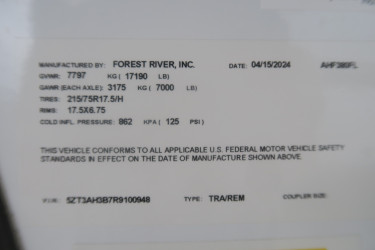 MANUFACTURED BY: FOREST RIVER, INC. DATE: 04/15/2024
GVWR: 7797 KG ( 17190 LB)
GAWR (EACH AXLE): 3175 KG ( 7000 LB)
TIRES: 215/75R17.5/H
RIMS: 17.5X6.75
COLD INFL. PRESSURE: 862 KPA ( 125 PSI )
THIS VEHICLE CONFORMS TO ALL APPLICABLE U.S. FEDERAL MOTOR VEHICLE SAFETY
STANDARDS IN EFFECT ON THE DATE OF MANUFACTURE SHOWN ABOVE.
TYPE: TRA/REM COUPLER SIZE: